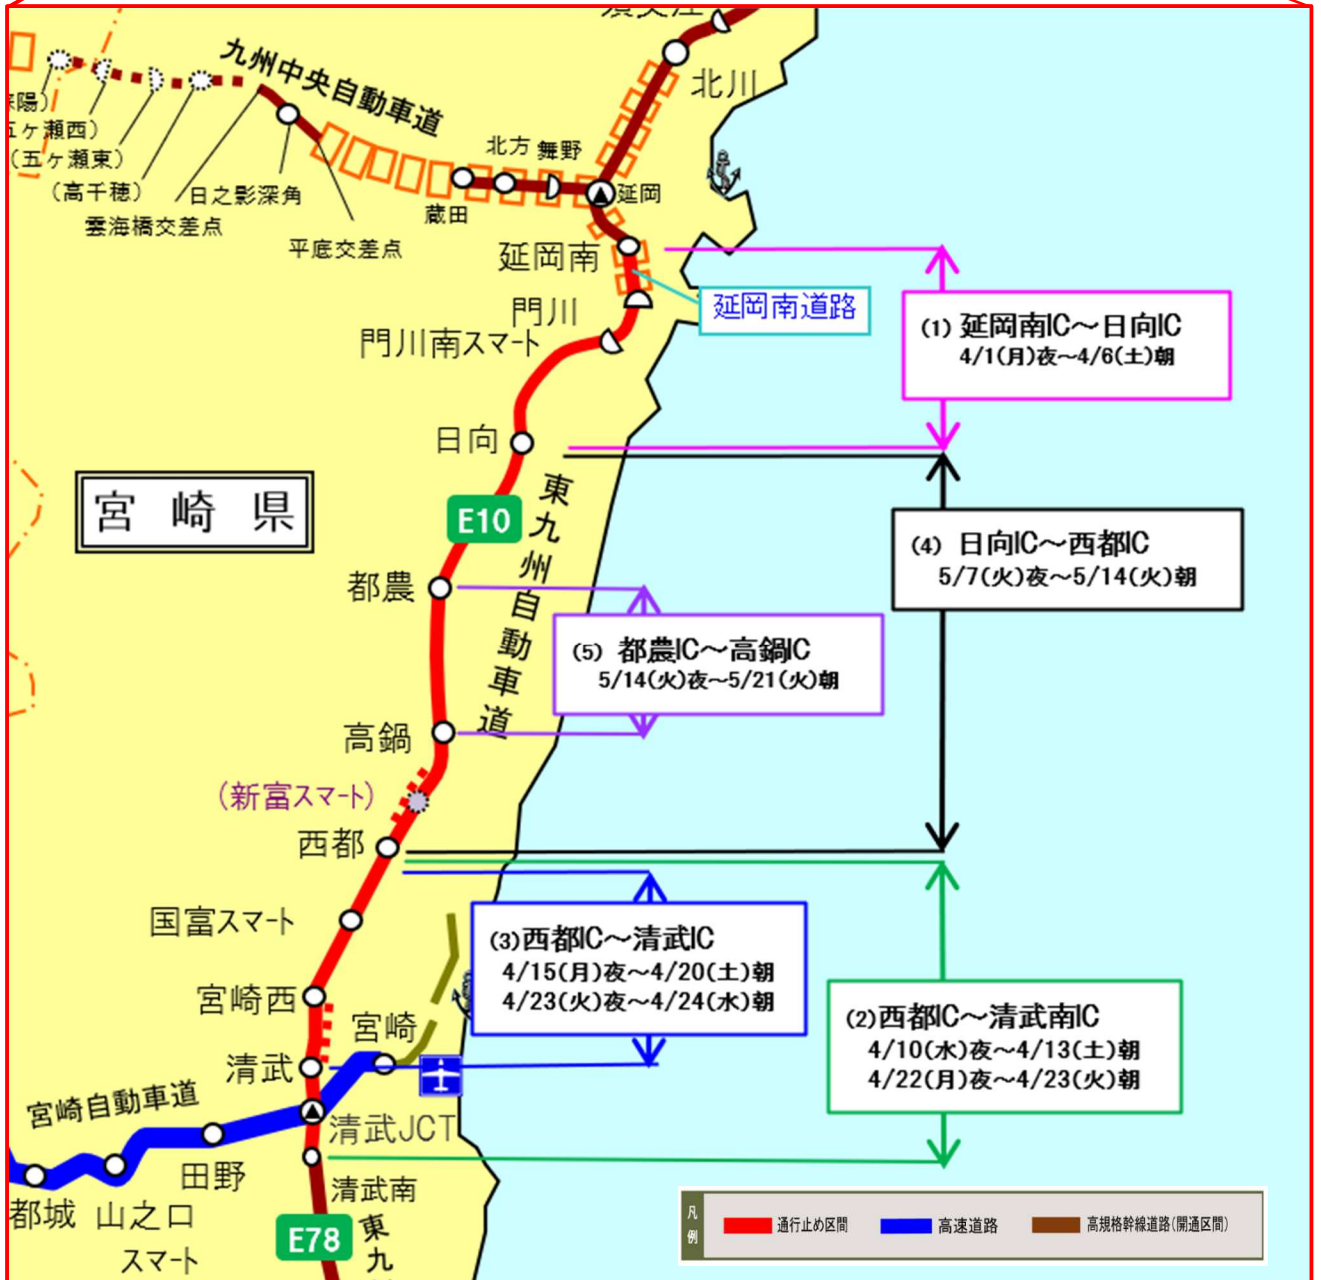 北川
九州中央自動車道
五ヶ瀬西)
(五ヶ瀬東)
(高千穂)
雲海橋交差点
日之影深角
平底交差点
北方
舞野
蔵田
延岡
延岡南
延岡南道路
門川
門川南スマート
(1) 延岡南IC～日向IC
4/1(月)夜～4/6(土)朝
日向
宮崎県
E10
東九州自動車道
(4) 日向IC～西都IC
5/7(火)夜～5/14(火)朝
都農
(5) 都農IC～高鍋IC
5/14(火)夜～5/21(火)朝
高鍋
(新富スマート)
西都
国富スマート
(3)西都IC～清武IC
4/15(月)夜～4/20(土)朝
4/23(火)夜～4/24(水)朝
宮崎西
宮崎
(2)西都IC～清武南IC
4/10(水)夜～4/13(土)朝
4/22(月)夜～4/23(火)朝
清武
宮崎自動車道
清武JCT
田野
清武南
都城
山之口
スマート
E78
東九
凡例
通行止め区間
高速道路
高規格幹線道路(開通区間)